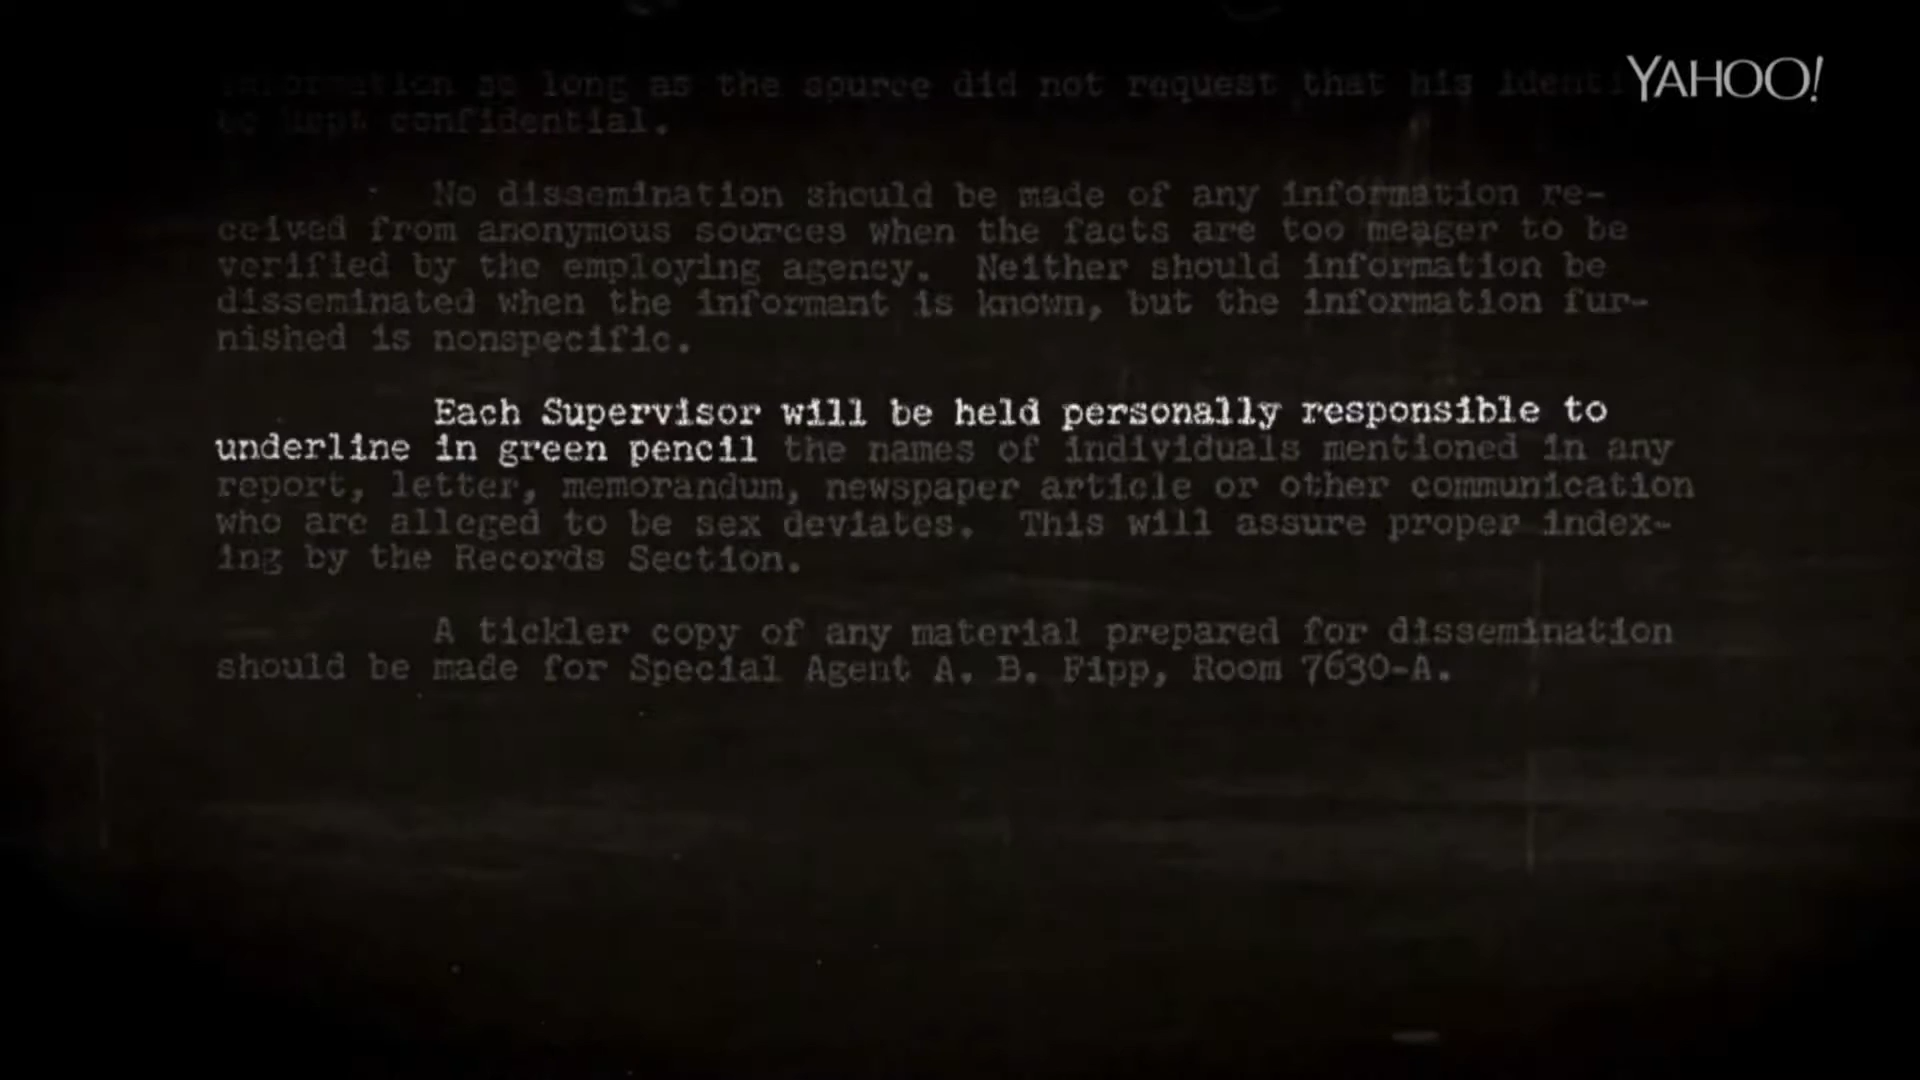 information so long as the source did not request that his identi
YAHOO!
be kept confidential.
No dissemination should be made of any information re-
ceived from anonymous sources when the facts are too meager to be
verified by the employing agency. Neither should information be
disseminated when the informant is known, but the information fur-
nished is nonspecific.
Each Supervisor will be held personally responsible to
underline in green pencil the names of individuals mentioned in any
report, letter, memorandum, newspaper article or other communication
who are alleged to be sex deviates. This will assure proper index-
ing by the Records Section.
A tickler copy of any material prepared for dissemination
should be made for Special Agent A. B. Fipp, Room 7630-A.